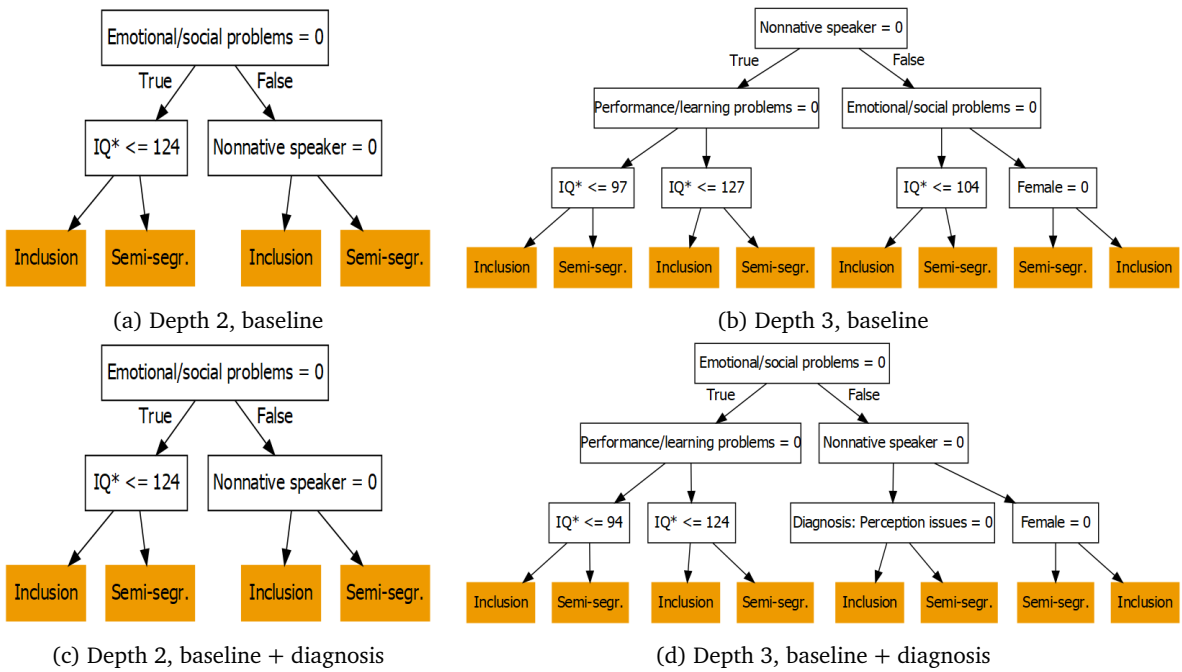 Emotional/social problems = 0
True False
IQ* <= 124 Nonnative speaker = 0
Inclusion Semi-segr. Inclusion Semi-segr.
(a) Depth 2, baseline
Nonnative speaker = 0
True False
Performance/learning problems = 0 Emotional/social problems = 0
IQ* <= 97 IQ* <= 127 IQ* <= 104 Female = 0
Inclusion Semi-segr. Inclusion Semi-segr. Inclusion Semi-segr. Semi-segr. Inclusion
(b) Depth 3, baseline
Emotional/social problems = 0
True False
IQ* <= 124 Nonnative speaker = 0
Inclusion Semi-segr. Inclusion Semi-segr.
(c) Depth 2, baseline + diagnosis
Emotional/social problems = 0
True False
Performance/learning problems = 0 Nonnative speaker = 0
IQ* <= 94 IQ* <= 124 Diagnosis: Perception issues = 0 Female = 0
Inclusion Semi-segr. Inclusion Semi-segr. Inclusion Semi-segr. Semi-segr. Inclusion
(d) Depth 3, baseline + diagnosis